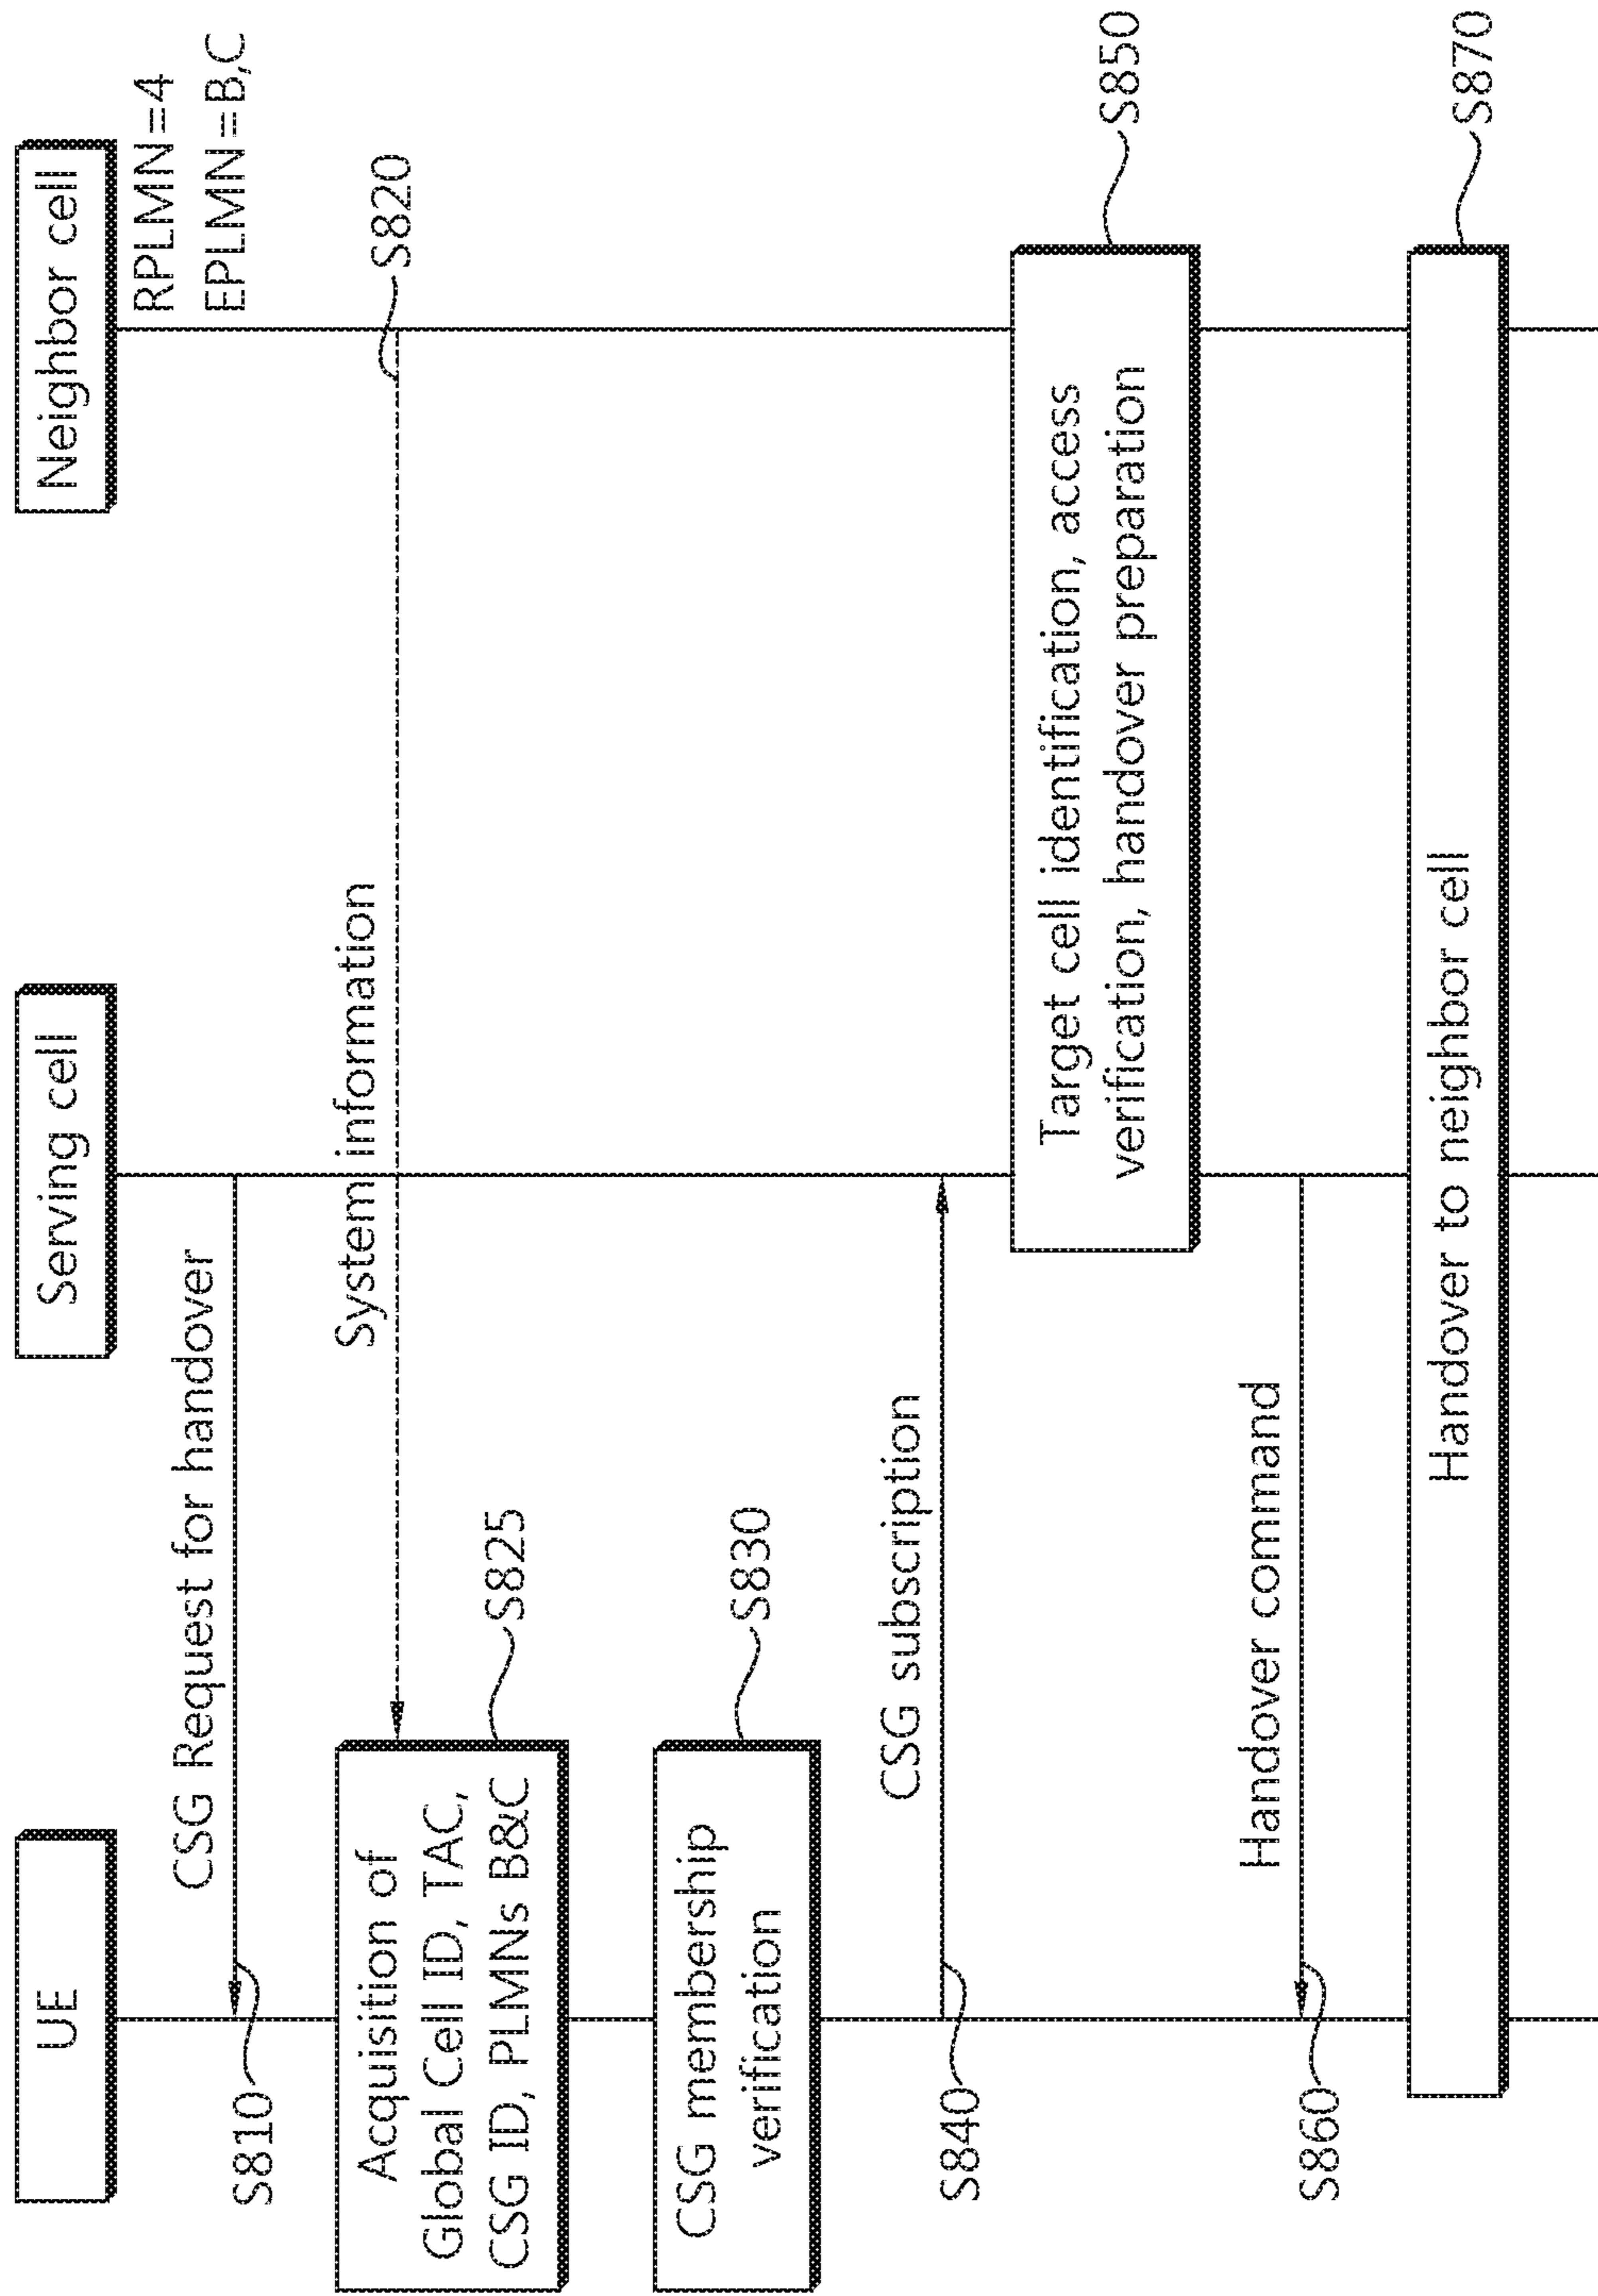 UE
Serving cell
Neighbor cell
RPLMN=4
EPLMN=B,C
CSG Request for handover
S810
System information
S820
Acquisition of
Global Cell ID, TAC,
CSG ID, PLMNs B&C
S825
CSG membership
verification
S830
CSG subscription
S840
Target cell identification, access
verification, handover preparation
S850
Handover command
S860
Handover to neighbor cell
S870